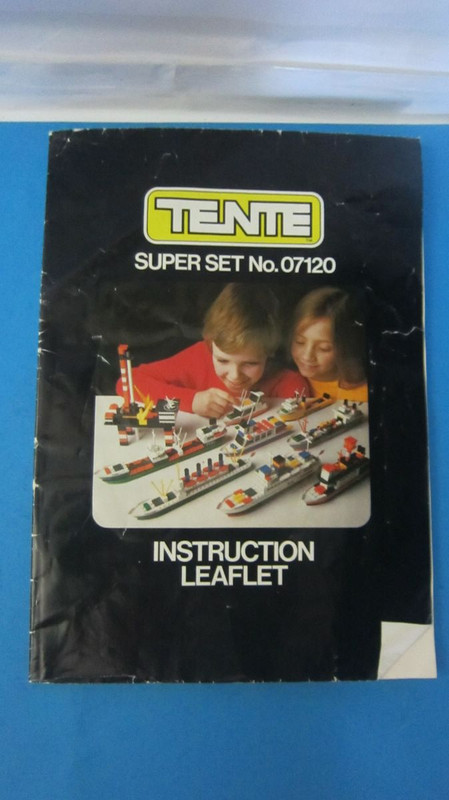 TENTE
SUPER SET No. 07120
INSTRUCTION
LEAFLET